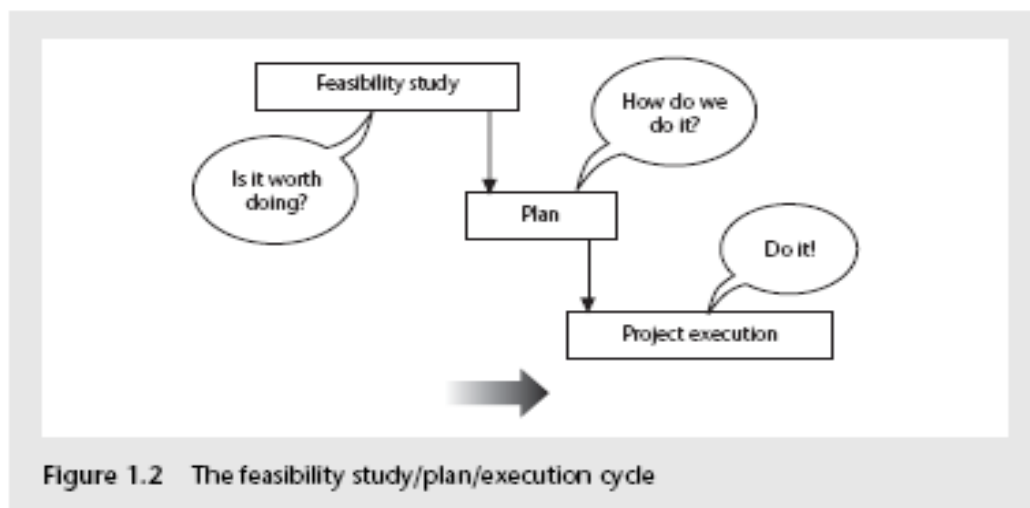 Feasibility study
How do we
do it?
Is it worth
doing?
Plan
Do it!
Project execution
Figure 1.2 The feasibility study/plan/execution cycle